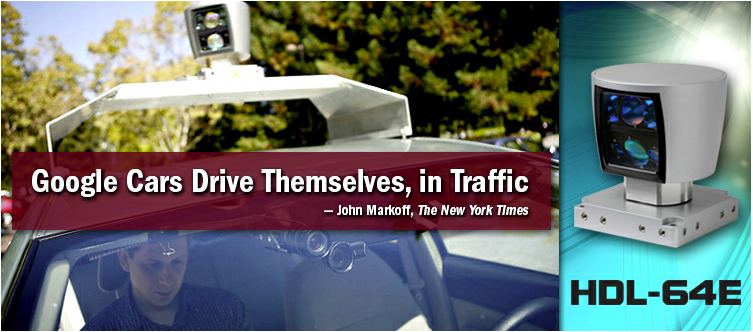 Google Cars Drive Themselves, in Traffic
— John Markoff, The New York Times
HDL-64E